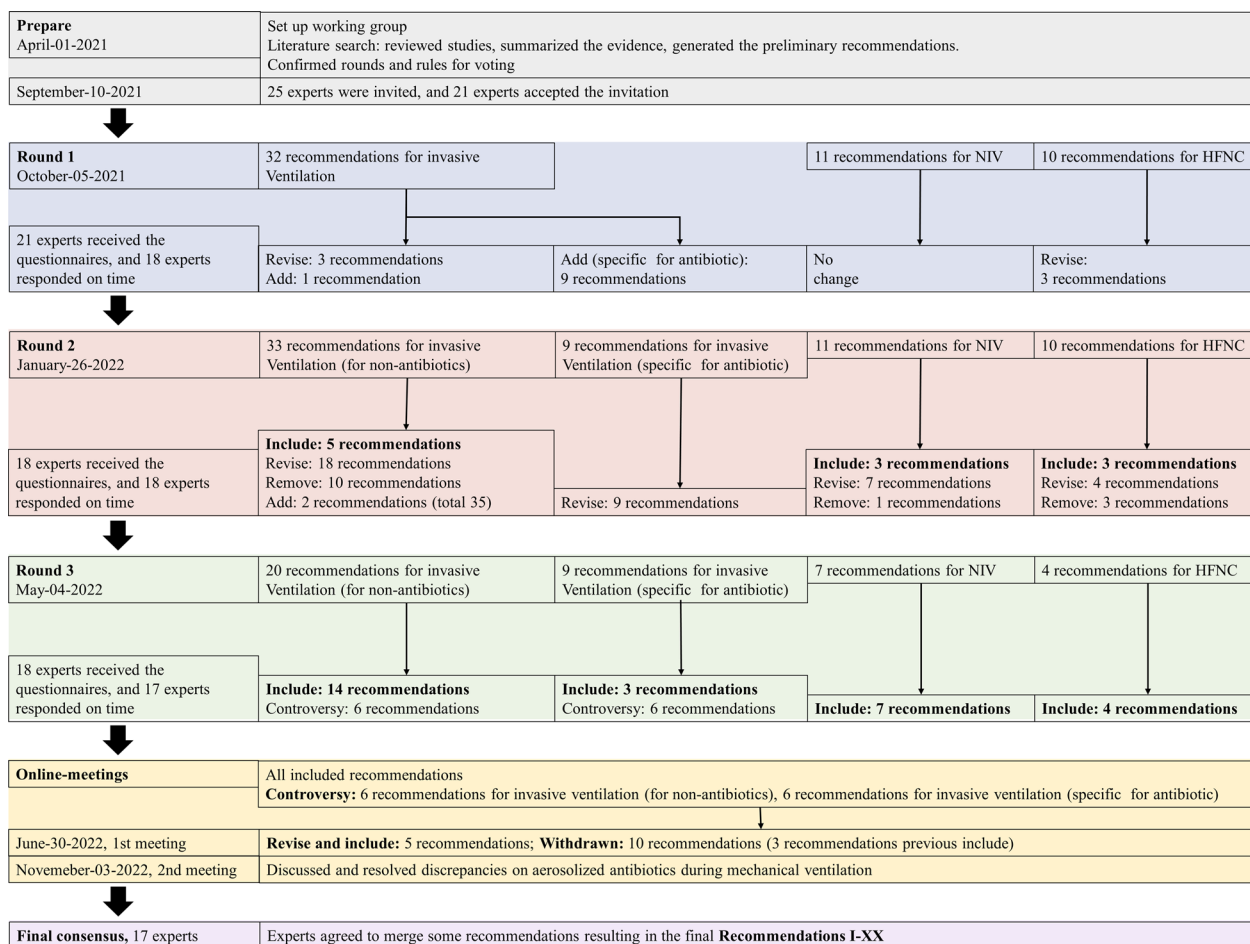 Prepare
April-01-2021
Set up working group
Literature search: reviewed studies, summarized the evidence, generated the preliminary recommendations.
Confirmed rounds and rules for voting
September-10-2021
25 experts were invited, and 21 experts accepted the invitation
Round 1
October-05-2021
32 recommendations for invasive
Ventilation
11 recommendations for NIV
10 recommendations for HFNC
21 experts received the
questionnaires, and 18 experts
responded on time
Revise: 3 recommendations
Add: 1 recommendation
Add (specific for antibiotic):
9 recommendations
No
change
Revise:
3 recommendations
Round 2
January-26-2022
33 recommendations for invasive
Ventilation (for non-antibiotics)
9 recommendations for invasive
Ventilation (specific for antibiotic)
11 recommendations for NIV
10 recommendations for HFNC
18 experts received the
questionnaires, and 18 experts
responded on time
Include: 5 recommendations
Revise: 18 recommendations
Remove: 10 recommendations
Add: 2 recommendations (total 35)
Revise: 9 recommendations
Include: 3 recommendations
Revise: 7 recommendations
Remove: 1 recommendations
Include: 3 recommendations
Revise: 4 recommendations
Remove: 3 recommendations
Round 3
May-04-2022
20 recommendations for invasive
Ventilation (for non-antibiotics)
9 recommendations for invasive
Ventilation (specific for antibiotic)
7 recommendations for NIV
4 recommendations for HFNC
18 experts received the
questionnaires, and 17 experts
responded on time
Include: 14 recommendations
Controversy: 6 recommendations
Include: 3 recommendations
Controversy: 6 recommendations
Include: 7 recommendations
Include: 4 recommendations
Online-meetings
All included recommendations
Controversy: 6 recommendations for invasive ventilation (for non-antibiotics), 6 recommendations for invasive ventilation (specific for antibiotic)
June-30-2022, 1st meeting
Revise and include: 5 recommendations; Withdrawn: 10 recommendations (3 recommendations previous include)
Novemeber-03-2022, 2nd meeting
Discussed and resolved discrepancies on aerosolized antibiotics during mechanical ventilation
Final consensus, 17 experts
Experts agreed to merge some recommendations resulting in the final Recommendations I-XX